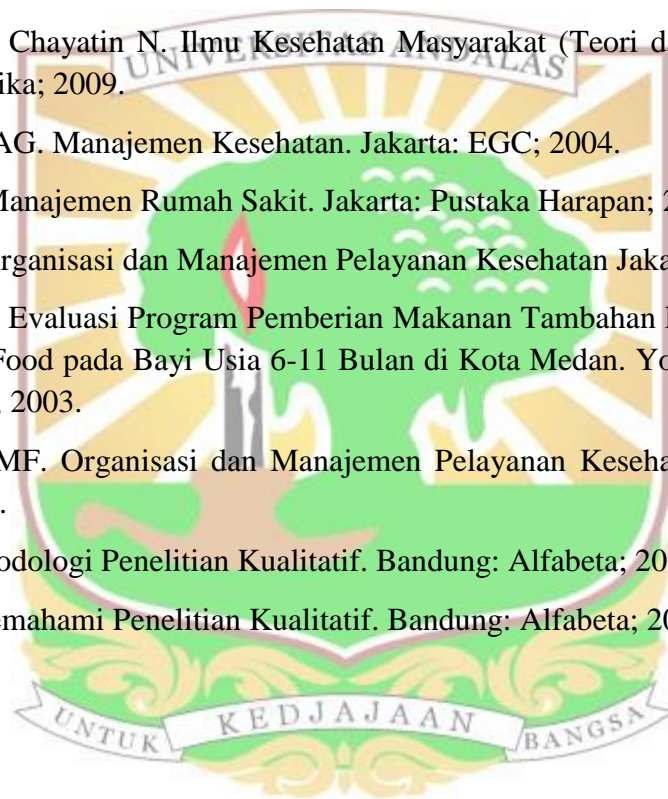 Chayatin N. Ilmu Kesehatan Masyarakat (Teori d
UNIVERSITAS ANDALAS
ika; 2009.
AG. Manajemen Kesehatan. Jakarta: EGC; 2004.
Manajemen Rumah Sakit. Jakarta: Pustaka Harapan; 2
rganisasi dan Manajemen Pelayanan Kesehatan Jaka
Evaluasi Program Pemberian Makanan Tambahan
Food pada Bayi Usia 6-11 Bulan di Kota Medan. Yo
2003.
MF. Organisasi dan Manajemen Pelayanan Keseha
.
odologi Penelitian Kualitatif. Bandung: Alfabeta; 20
emahami Penelitian Kualitatif. Bandung: Alfabeta; 20
UNTUK KEDJAJAAN BANGSA